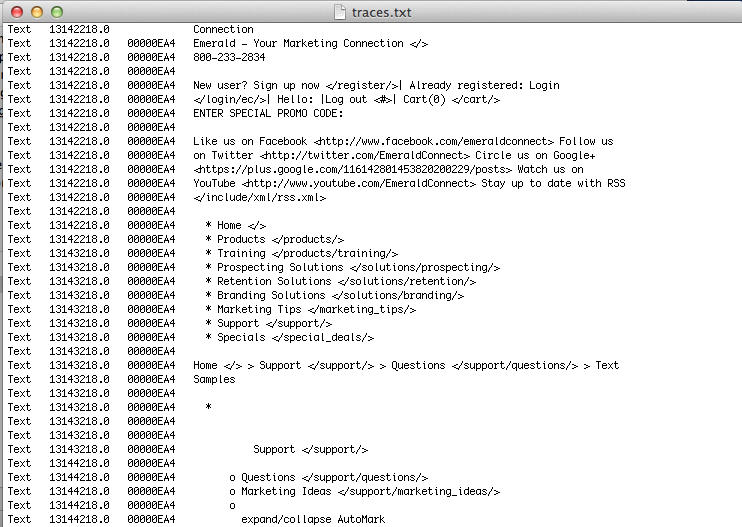 traces.txt
Text 13142218.0 Connection
Text 13142218.0 00000EA4 Emerald – Your Marketing Connection </>
Text 13142218.0 00000EA4 800-233-2834
Text 13142218.0 00000EA4
Text 13142218.0 00000EA4 New user? Sign up now </register/>| Already registered: Login
Text 13142218.0 00000EA4 </login/ec/>| Hello: |Log out <#>| Cart(0) </cart/>
Text 13142218.0 00000EA4 ENTER SPECIAL PROMO CODE:
Text 13142218.0 00000EA4
Text 13142218.0 00000EA4 Like us on Facebook <http://www.facebook.com/emeraldconnect> Follow us
Text 13142218.0 00000EA4 on Twitter <http://twitter.com/EmeraldConnect> Circle us on Google+
Text 13142218.0 00000EA4 <https://plus.google.com/116142801453820200229/posts> Watch us on
Text 13142218.0 00000EA4 YouTube <http://www.youtube.com/EmeraldConnect> Stay up to date with RSS
Text 13142218.0 00000EA4 </include/xml/rss.xml>
Text 13142218.0 00000EA4
Text 13142218.0 00000EA4 * Home </>
Text 13142218.0 00000EA4 * Products </products/>
Text 13142218.0 00000EA4 * Training </products/training/>
Text 13142218.0 00000EA4 * Prospecting Solutions </solutions/prospecting/>
Text 13142218.0 00000EA4 * Retention Solutions </solutions/retention/>
Text 13142218.0 00000EA4 * Branding Solutions </solutions/branding/>
Text 13142218.0 00000EA4 * Marketing Tips </marketing_tips/>
Text 13142218.0 00000EA4 * Support </support/>
Text 13142218.0 00000EA4 * Specials </special_deals/>
Text 13143218.0 00000EA4
Text 13143218.0 00000EA4 Home </> > Support </support/> > Questions </support/questions/> > Text
Text 13143218.0 00000EA4 Samples
Text 13143218.0 00000EA4
Text 13143218.0 00000EA4 *
Text 13143218.0 00000EA4
Text 13143218.0 00000EA4
Text 13143218.0 00000EA4 Support </support/>
Text 13144218.0 00000EA4
Text 13144218.0 00000EA4 o Questions </support/questions/>
Text 13144218.0 00000EA4 o Marketing Ideas </support/marketing_ideas/>
Text 13144218.0 00000EA4 o
Text 13144218.0 00000EA4 expand/collapse AutoMark